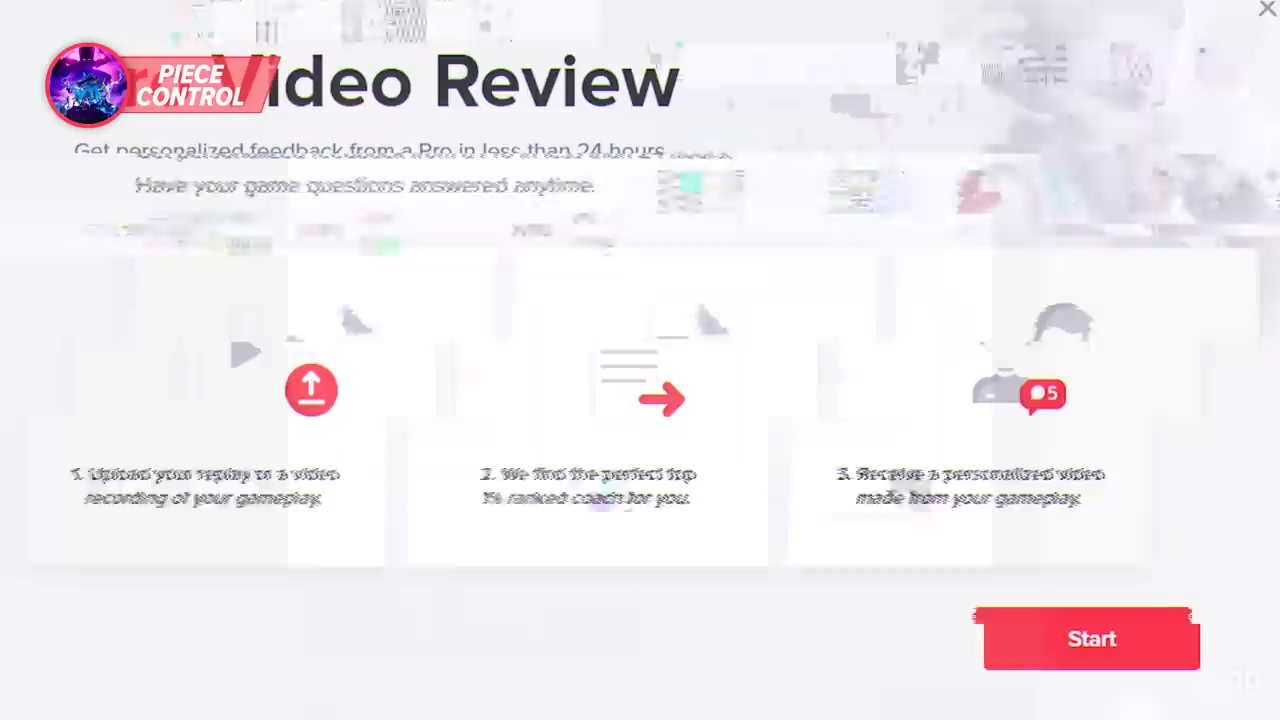 PIECE
CONTROL
Video Review
Get personalized feedback from a Pro in less than 24 hours
Have your game questions answered anytime.
5
1. Upload your replay or a video
recording of your gameplay.
2. We find the perfect top
1% ranked coach for you.
3. Receive a personalized video
made from your gameplay.
Start